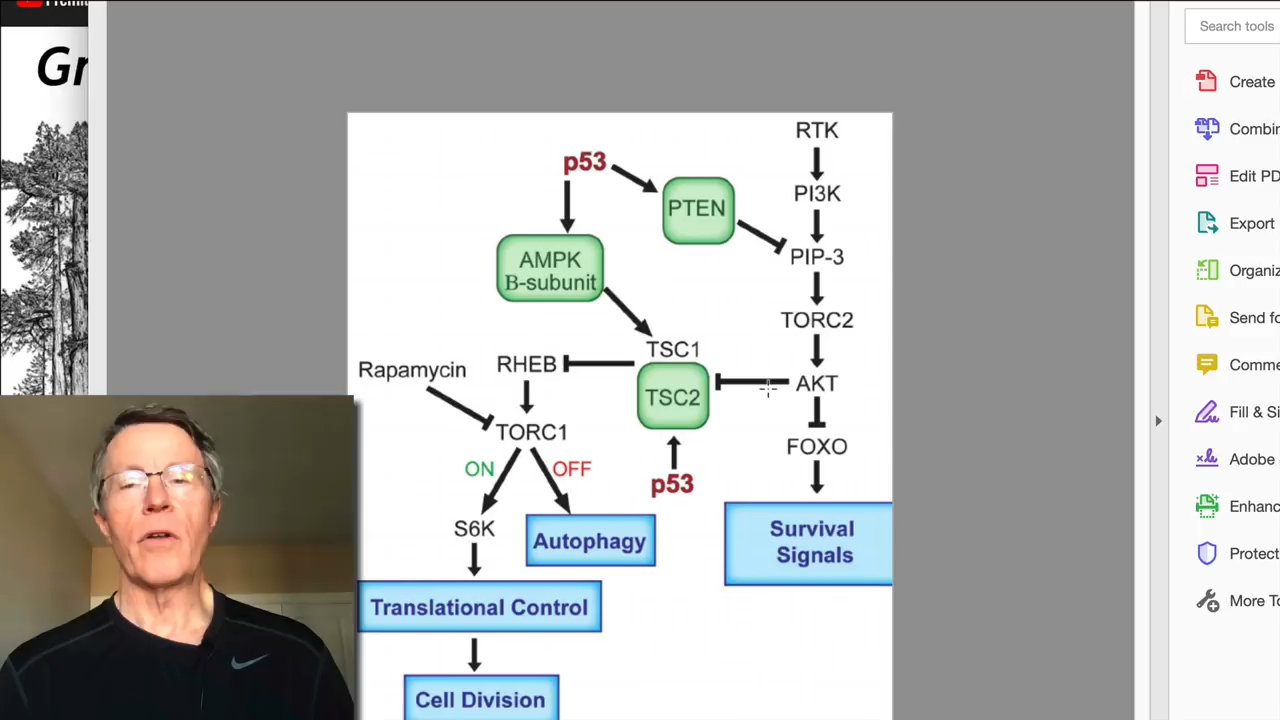 Gr
Search tools
Create
Combin
Edit PD
Export
Organiz
Send fo
Comme
Fill & Si
Adobe
Enhanc
Protect
More To
RTK
p53
PTEN
PI3K
AMPK
B-subunit
PIP-3
TORC2
TSC1
Rapamycin
RHEB
TSC2
AKT
TORC1
FOXO
ON
OFF
p53
S6K
Autophagy
Survival
Signals
Translational Control
Cell Division